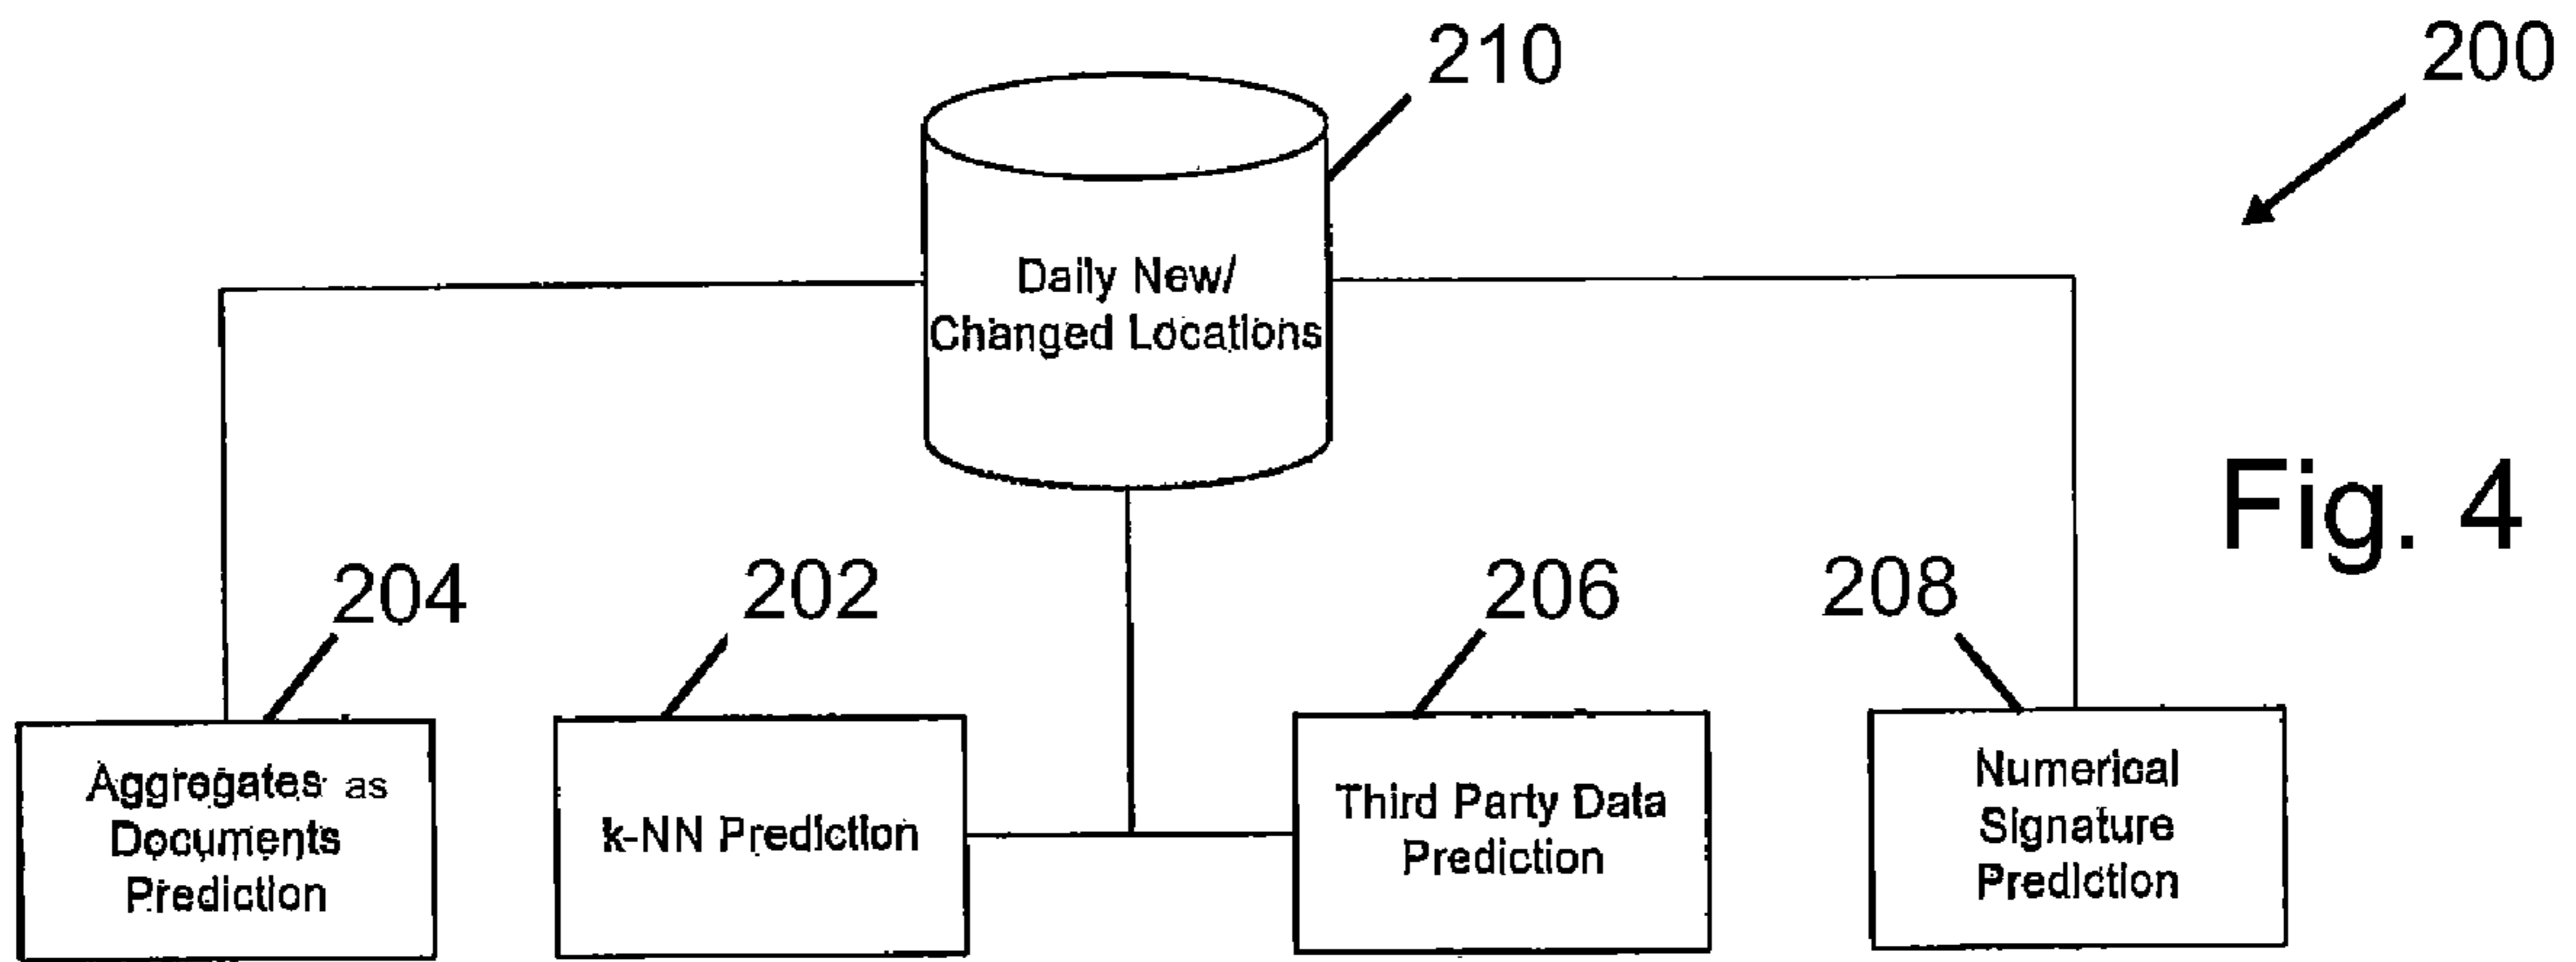 210
200
Daily New/
Changed Locations
Fig. 4
204
202
206
208
Aggregates as
Documents
Prediction
k-NN Prediction
Third Party Data
Prediction
Numerical
Signature
Prediction